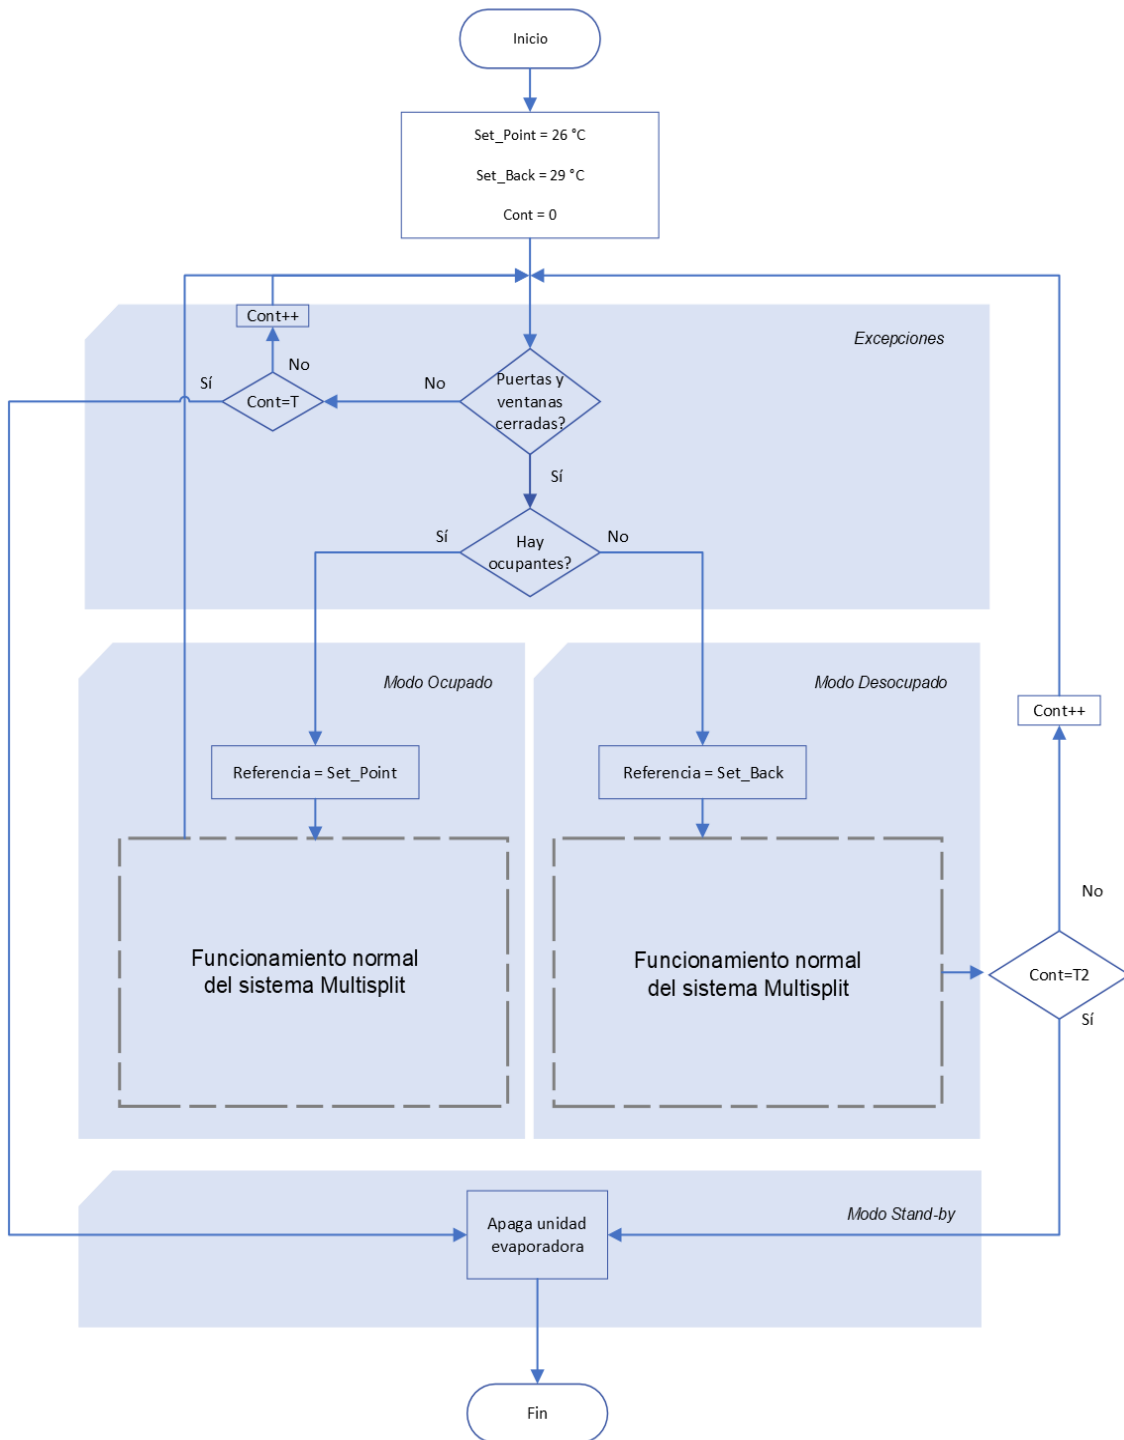 Inicio
Set_Point = 26 °C
Set_Back = 29 °C
Cont = 0
Excepciones
Cont++
No
Sí
Cont=T
No
Puertas y
ventanas
cerradas?
Sí
Sí
Hay
ocupantes?
No
Modo Ocupado
Modo Desocupado
Cont++
Referencia = Set_Point
Referencia = Set_Back
No
Funcionamiento normal
del sistema Multisplit
Funcionamiento normal
del sistema Multisplit
Cont=T2
Sí
Modo Stand-by
Apaga unidad
evaporadora
Fin